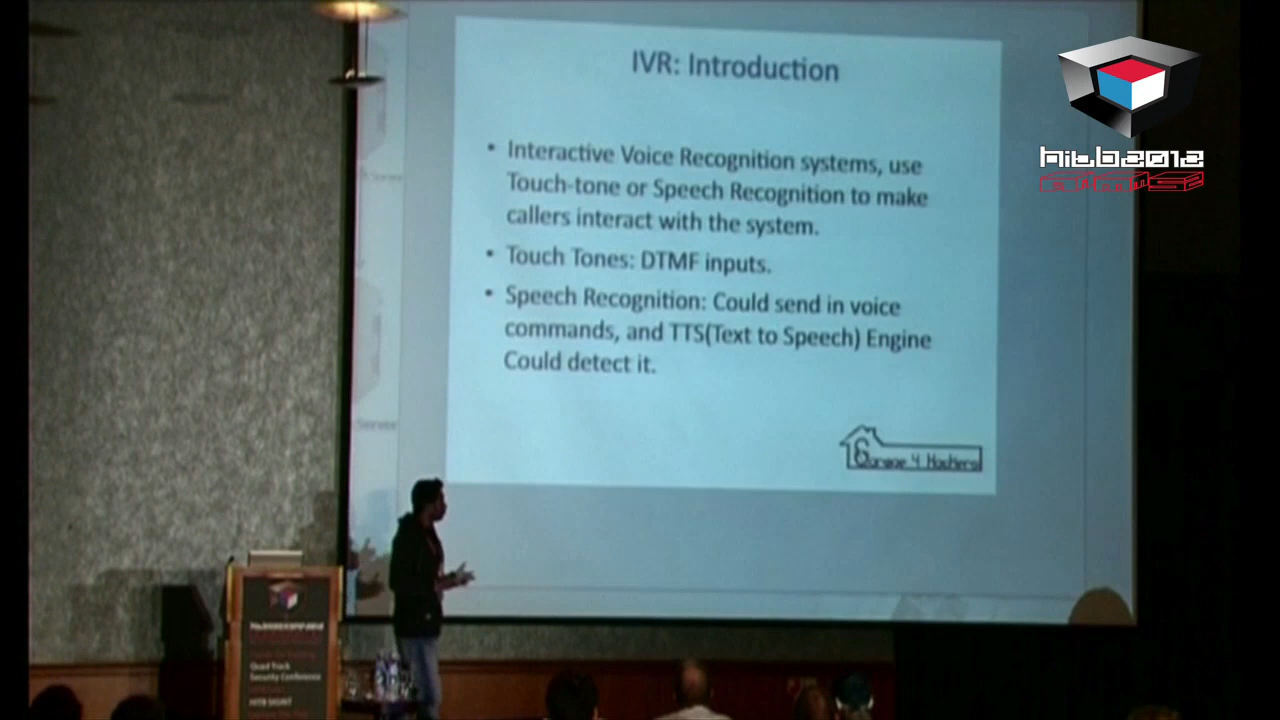 IVR: Introduction
• Interactive Voice Recognition systems, use
Touch-tone or Speech Recognition to make
callers interact with the system.
• Touch Tones: DTMF inputs.
• Speech Recognition: Could send in voice
commands, and TTS(Text to Speech) Engine
Could detect it.
Garage 4 Hackers
hitb2012
Server
Quad Track
Security Conference